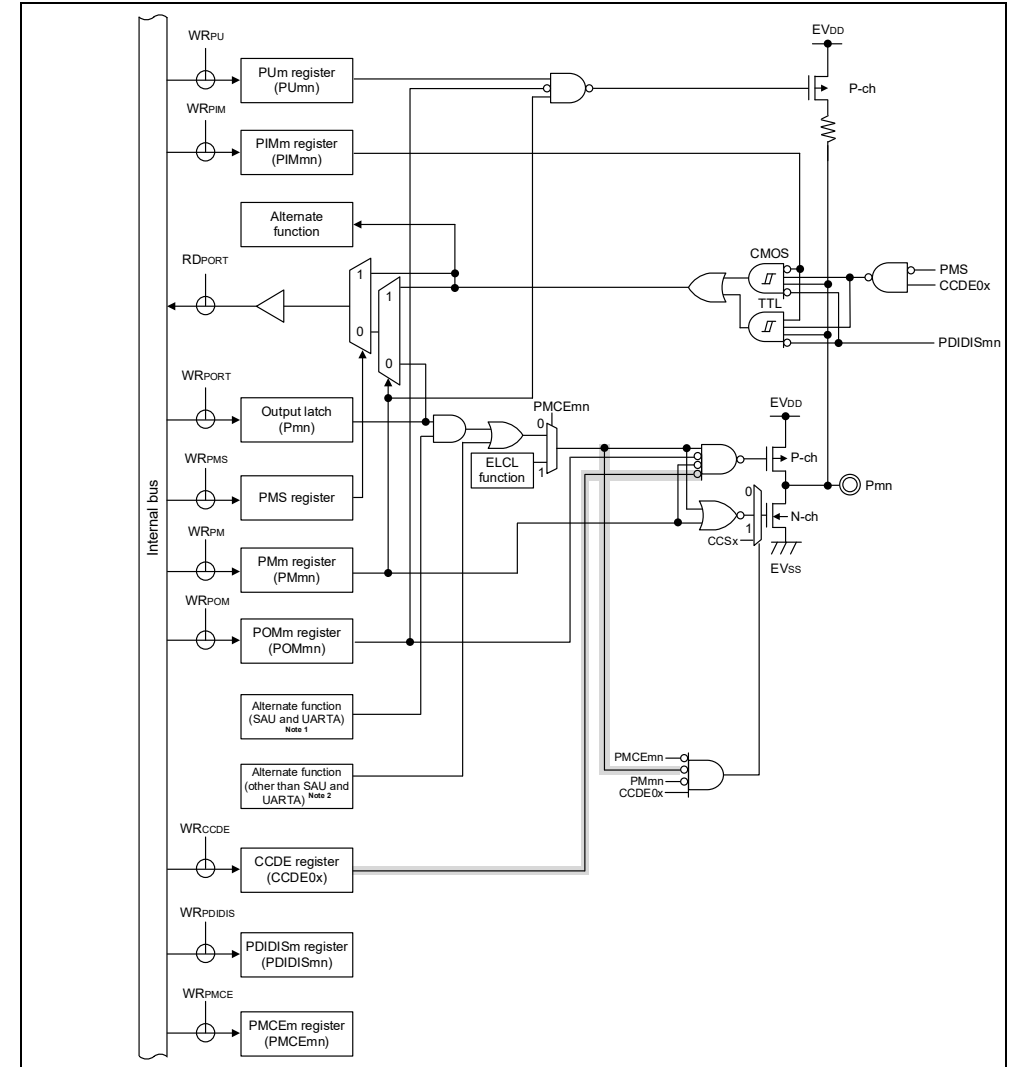 WRPU
PUm register
(PUmn)
EVDD
P-ch
WRPIM
PIMm register
(PIMmn)
Alternate
function
RDPORT
1
0
1
0
CMOS
TTL
PMS
CCDE0x
PDIDISmn
WRPORT
Output latch
(Pmn)
PMCEmn
0
1
ELCL
function
EVDD
P-ch
Pmn
N-ch
0
1
CCSx
EVSS
WRPMS
PMS register
Internal bus
WRPM
PMm register
(PMmn)
WRPOM
POMm register
(POMmn)
Alternate function
(SAU and UARTA)
Note 1
Alternate function
(other than SAU and
UARTA) Note 2
PMCEmn
PMmn
CCDE0x
WRCCDE
CCDE register
(CCDE0x)
WRPDIDIS
PDIDISm register
(PDIDISmn)
WRPMCE
PMCEm register
(PMCEmn)